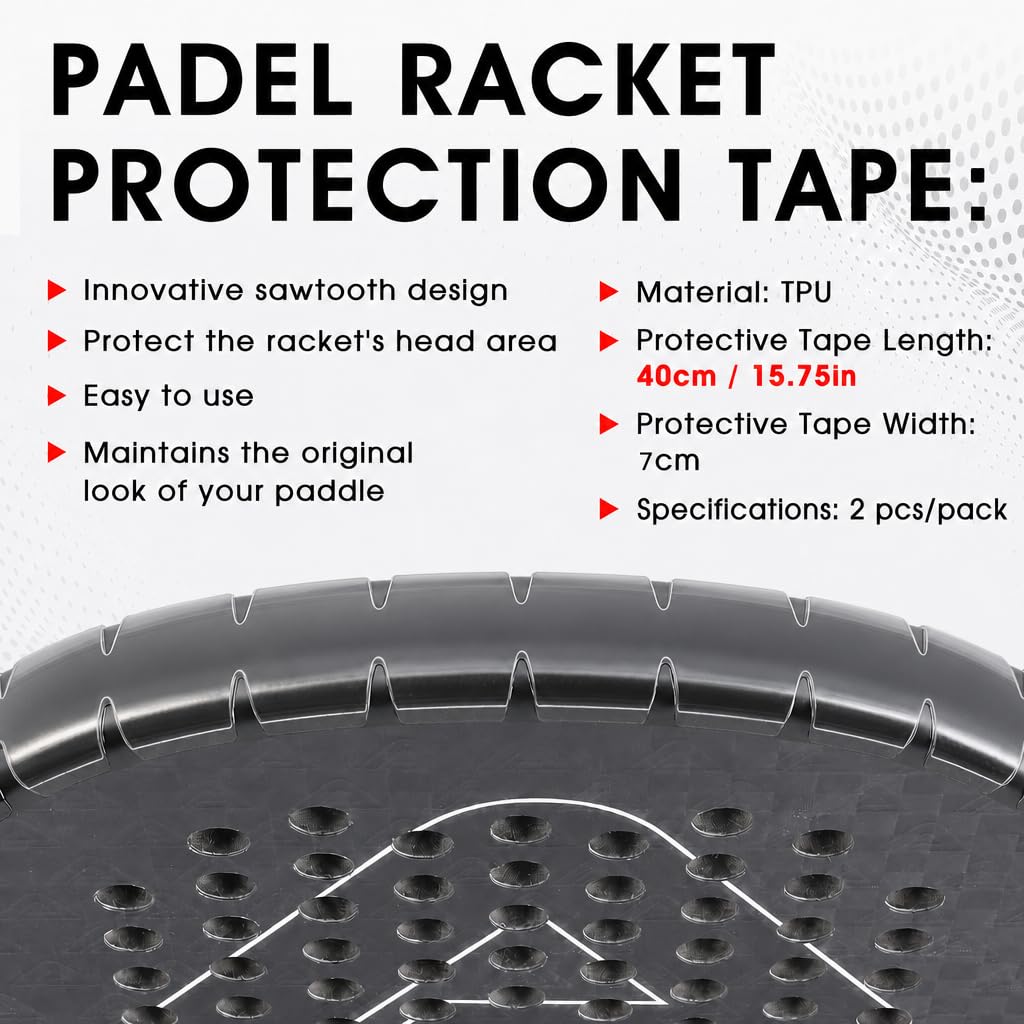 PADEL RACKET
PROTECTION TAPE:
Innovative sawtooth design
Protect the racket's head area
Easy to use
Maintains the original
look of your paddle
Material: TPU
Protective Tape Length:
40cm / 15.75in
Protective Tape Width:
7cm
Specifications: 2 pcs/pack